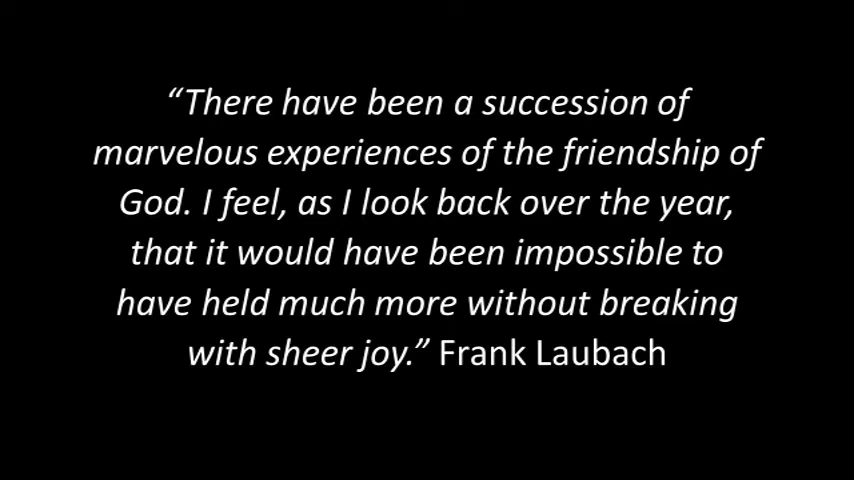 “There have been a succession of
marvelous experiences of the friendship of
God. I feel, as I look back over the year,
that it would have been impossible to
have held much more without breaking
with sheer joy.” Frank Laubach